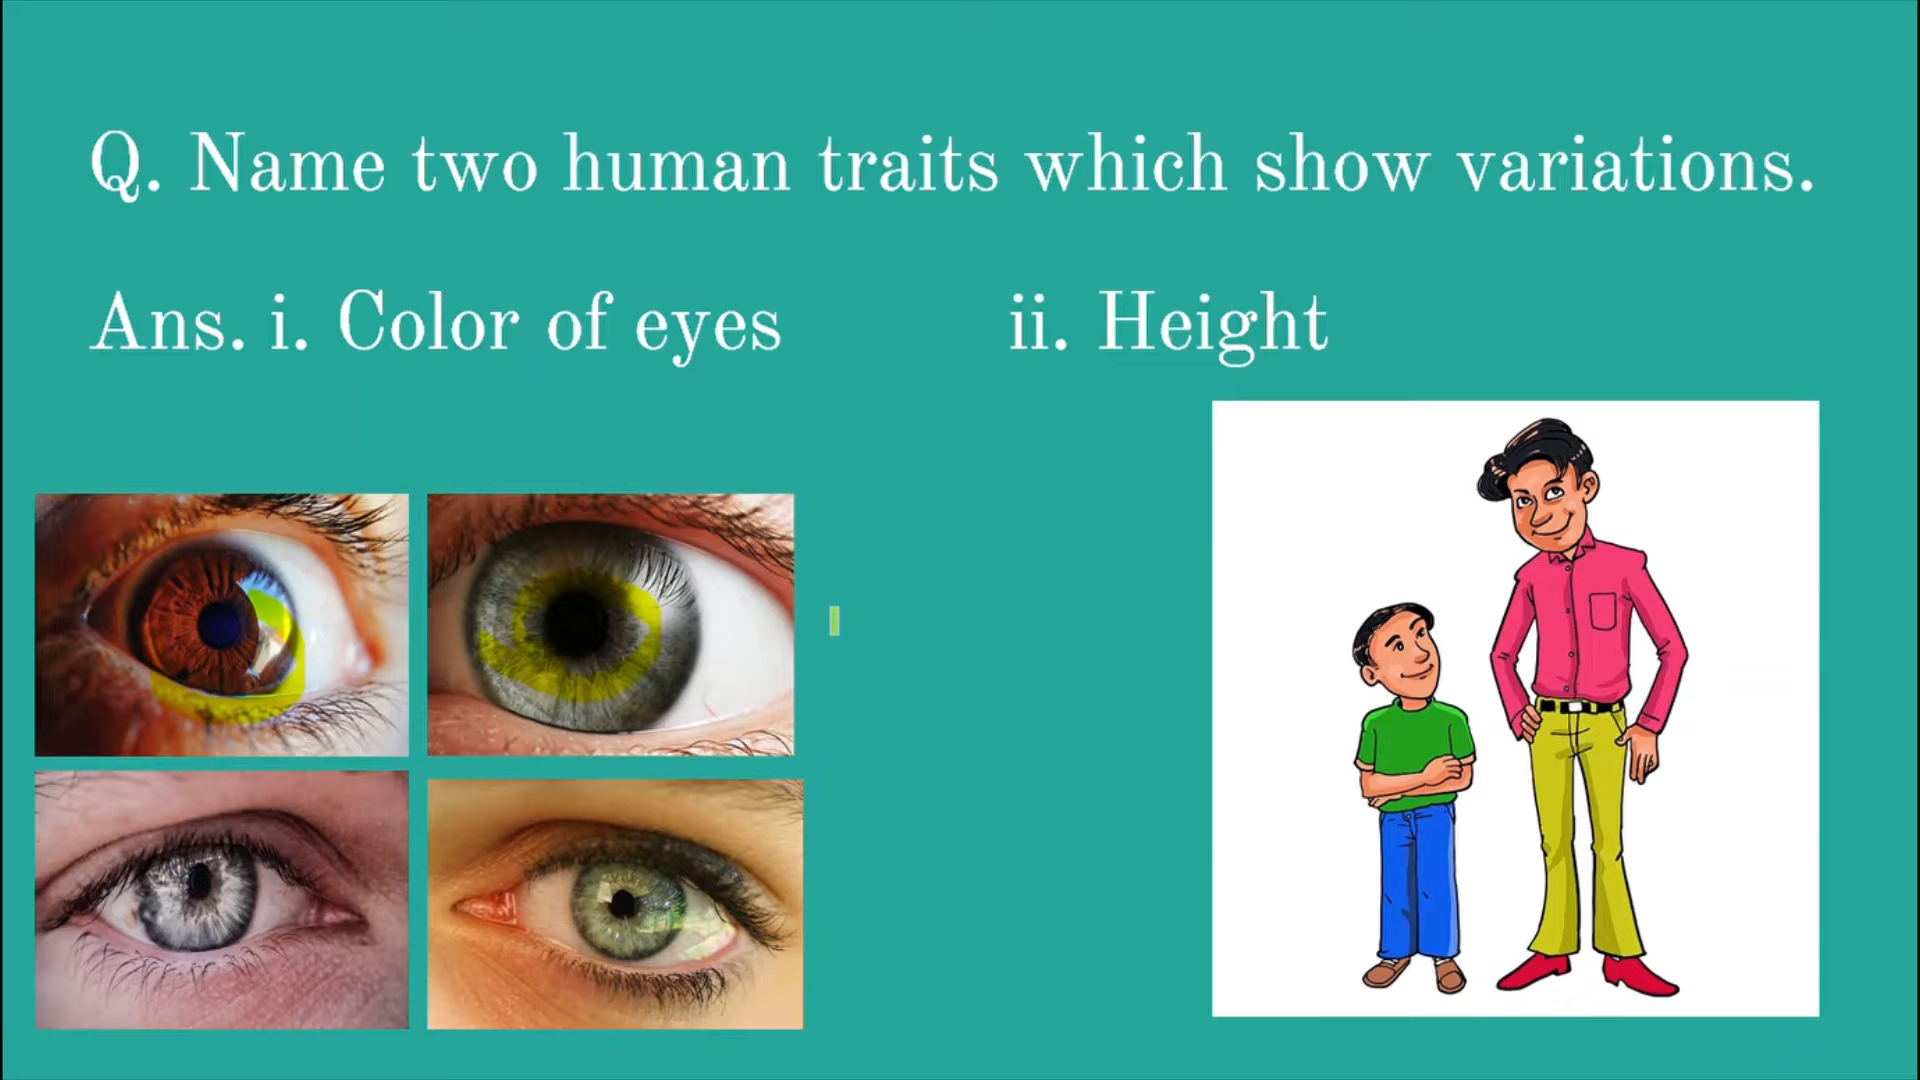 Q. Name two human traits which show variations.
Ans. i. Color of eyes ii. Height